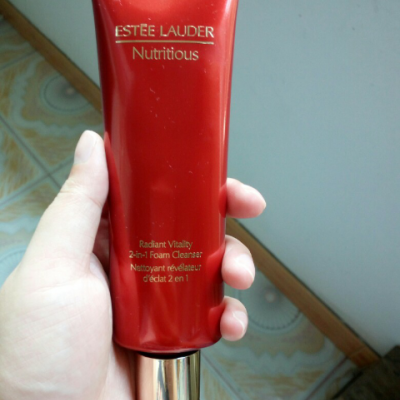 ESTĒE LAUDER
Nutritious
Radiant Vitality
2-in-1 Foam Cleanser
Nettoyant révélateur
d'éclat 2 en 1